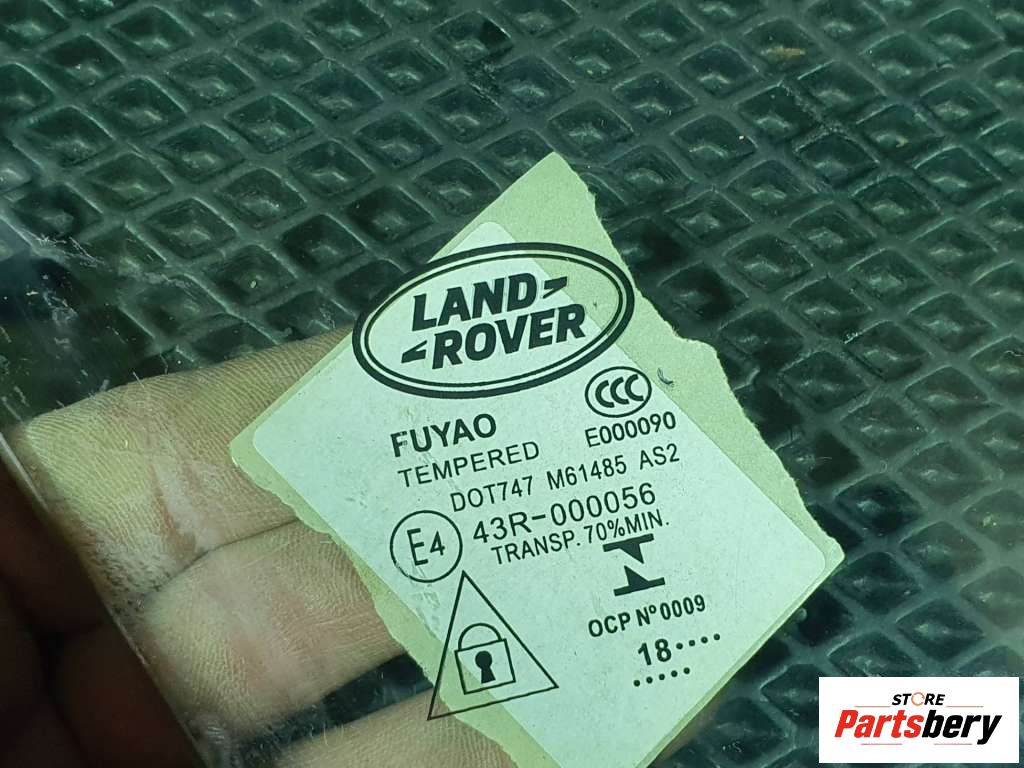 LAND
ROVER
CCC
FUYAO
E000090
TEMPERED
DOT747 M61485 AS2
E4 43R-000056
TRANSP. 70%MIN.
OCP Nº0009
18····
·····
STORE
Partsbery